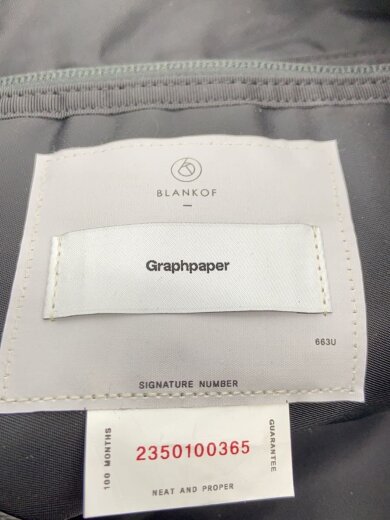 BLANKOF
Graphpaper
663U
SIGNATURE NUMBER
100 MONTHS
2350100365
GUARANTEE
NEAT AND PROPER